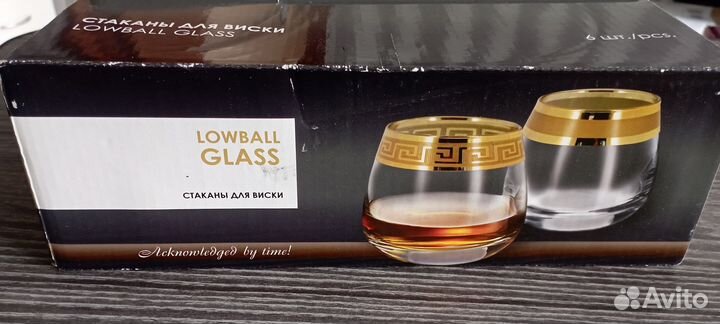 СТАКАНЫ ДЛЯ ВИСКИ
LOWBALL GLASS
6 шт./pcs.
LOWBALL
GLASS
СТАКАНЫ ДЛЯ ВИСКИ
Acknowledged by time!
Avito